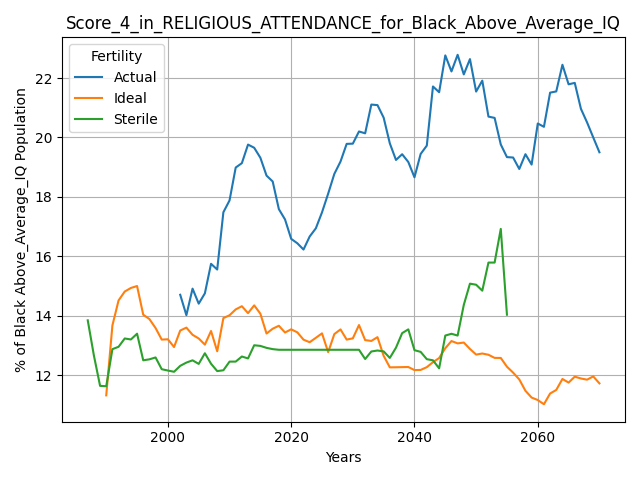 Score_4_in_RELIGIOUS_ATTENDANCE_for_Black_Above_Average_IQ
Fertility
Actual
Ideal
Sterile
% of Black Above_Average_IQ Population
22
20
18
16
14
12
2000
2020
2040
2060
Years